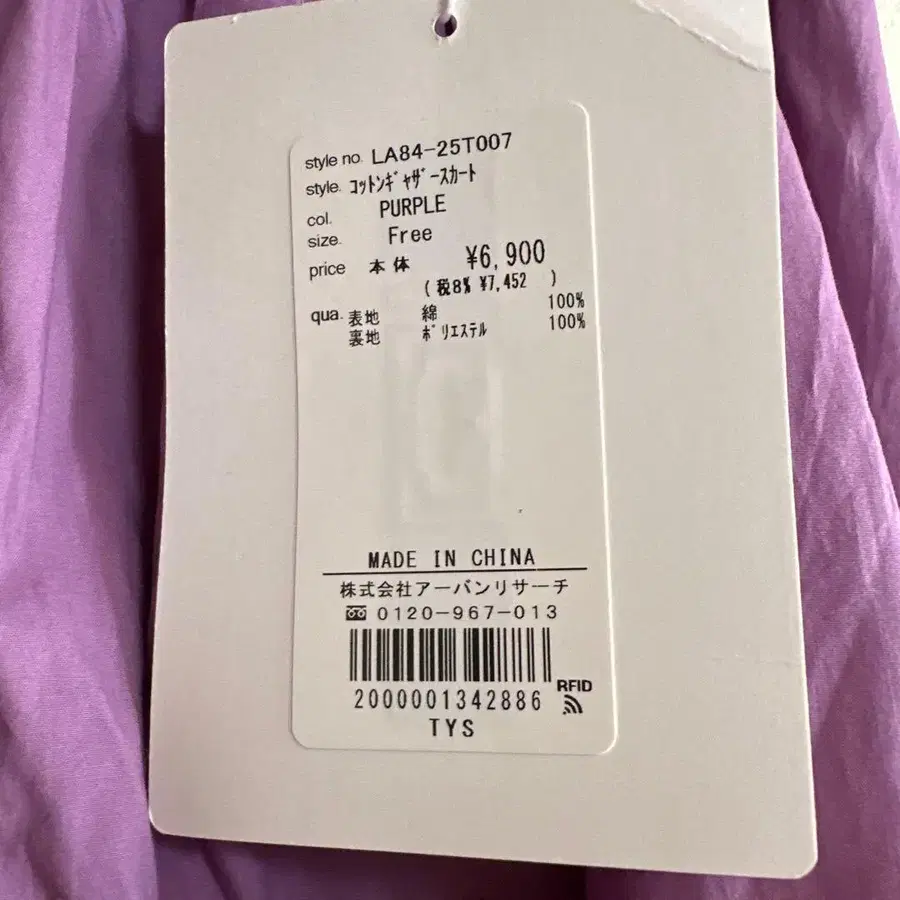 style no. LA84-25T007
style. ｺｯﾄﾝｷﾞｬｻﾞｰｽｶｰﾄ
col. PURPLE
size. Free
price 本体 ¥6,900
(税8% ¥7,452 )
qua. 表地 綿 100%
裏地 ﾎﾟﾘｴｽﾃﾙ 100%
MADE IN CHINA
株式会社アーバンリサーチ
0120-967-013
2000001342886 RFID
TYS